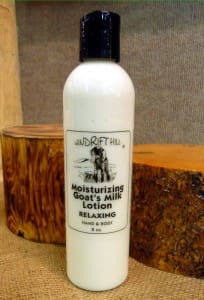 WINDRIFT HILL
Moisturizing
Goat's Milk
Lotion
RELAXING
HAND & BODY
8 oz.